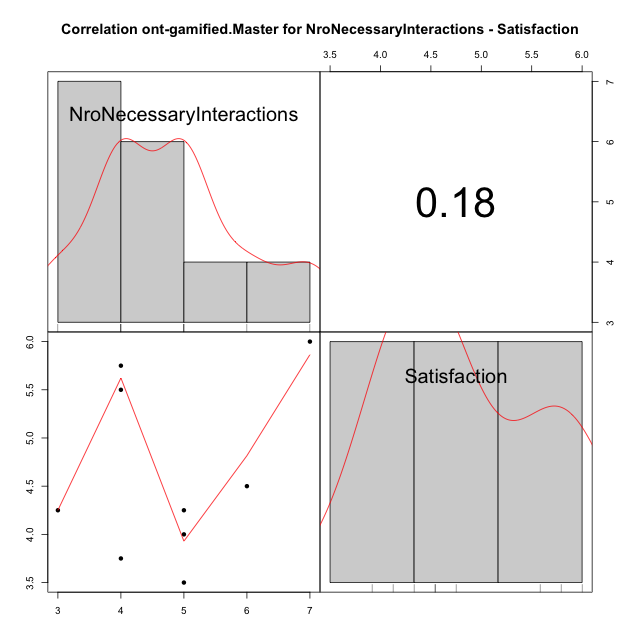 Correlation ont-gamified.Master for NroNecessaryInteractions - Satisfaction
3.5 4.0 4.5 5.0 5.5 6.0
NroNecessaryInteractions
0.18
7
6
5
4
3
Satisfaction
6.0
5.5
5.0
4.5
4.0
3.5
3 4 5 6 7